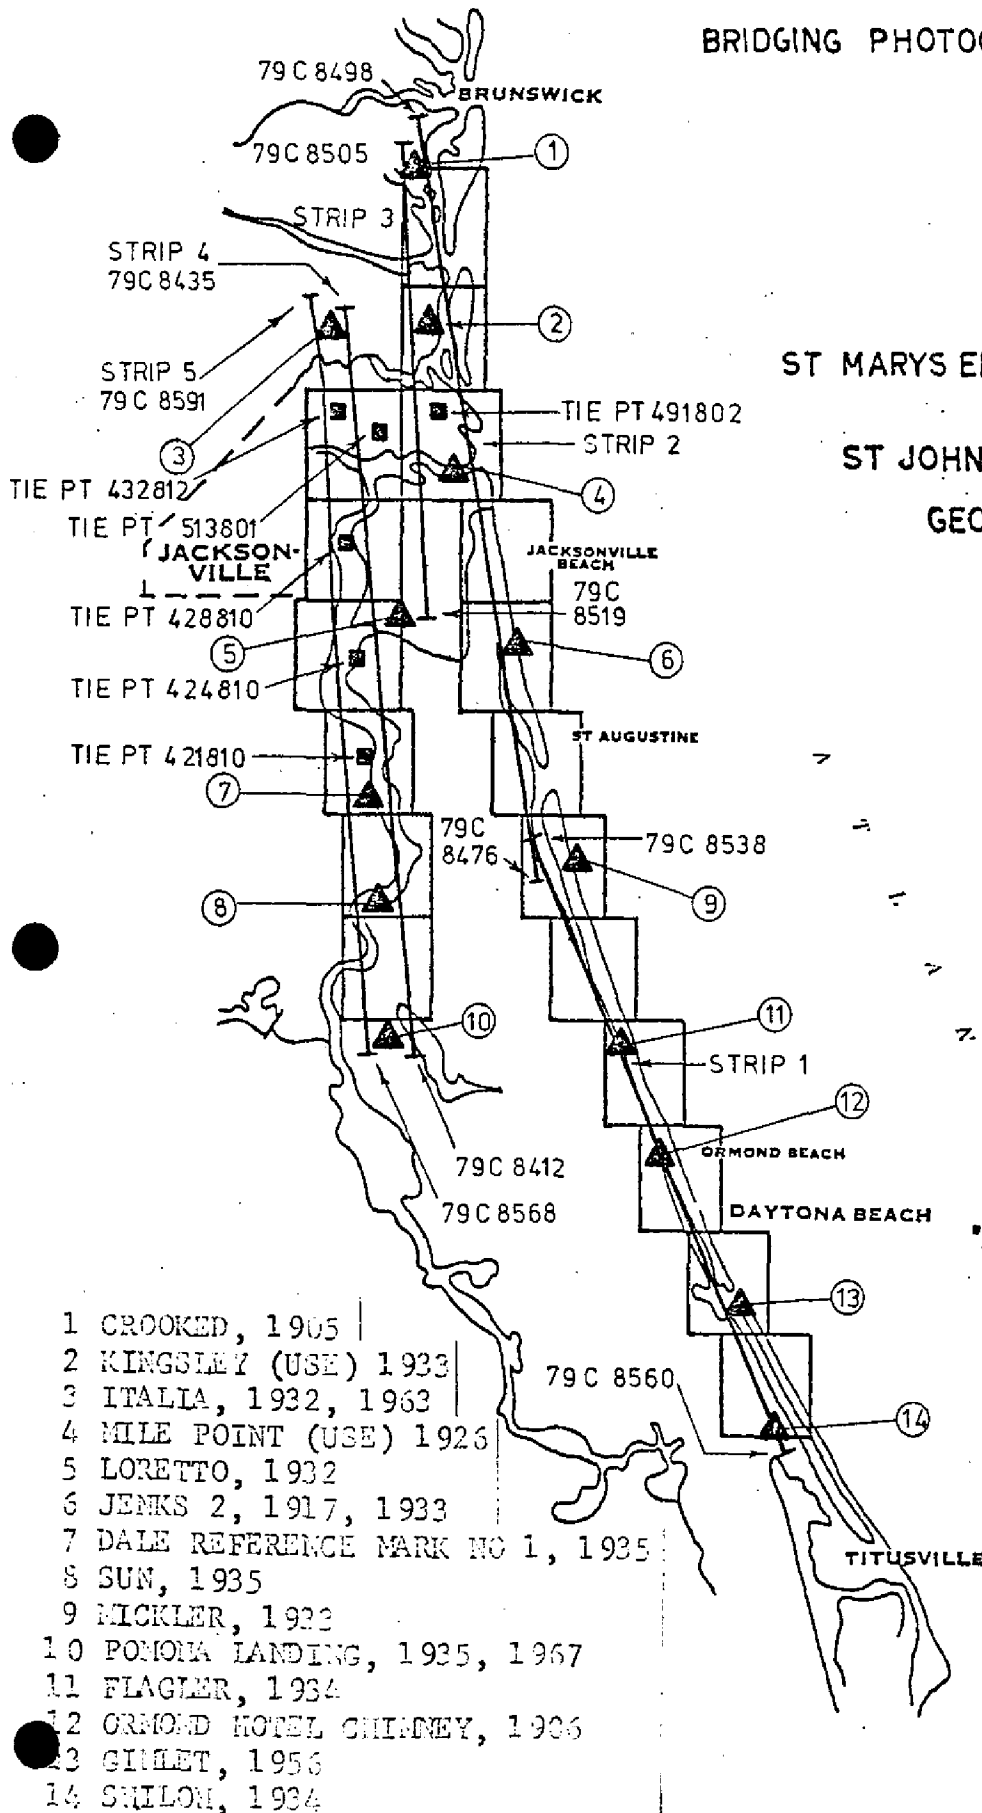 BRIDGING
79C8498
BRUNSWICK
79C 8505
1
STRIP 3
STRIP 4
79C 8435
2
STRIP 5
79C 8591
ST MARYS
TIE PT 491802
3
STRIP 2
ST
TIE PT 432812
4
TIE PT 513801
JACKSON-
VILLE
JACKSONVILLE
BEACH
79C
8519
TIE PT 428810
5
6
TIE PT 424810
ST AUGUSTINE
TIE PT 421810
7
79C
8476
79C 8538
8
9
10
11
STRIP 1
12
79C 8412
ORMOND BEACH
79C 8568
DAYTONA BEACH
13
79C 8560
14
TITUSVILLE
1 CROOKED, 1905
2 KINGSLEY (USE) 1933
3 ITALIA, 1932, 1963
4 MILE POINT (USE) 1926
5 LORETTO, 1932
6 JENKS 2, 1917, 1933
7 DALE REFERENCE MARK NO 1, 1935
8 SUN, 1935
9 MICKLER,
10 POMONA LANDING, 1935, 1967
11 FLAGLER, 1934
12 ORMOND HOTEL CHIMNEY, 1906
13 GIMLET, 1956
14 SHILOH, 1934